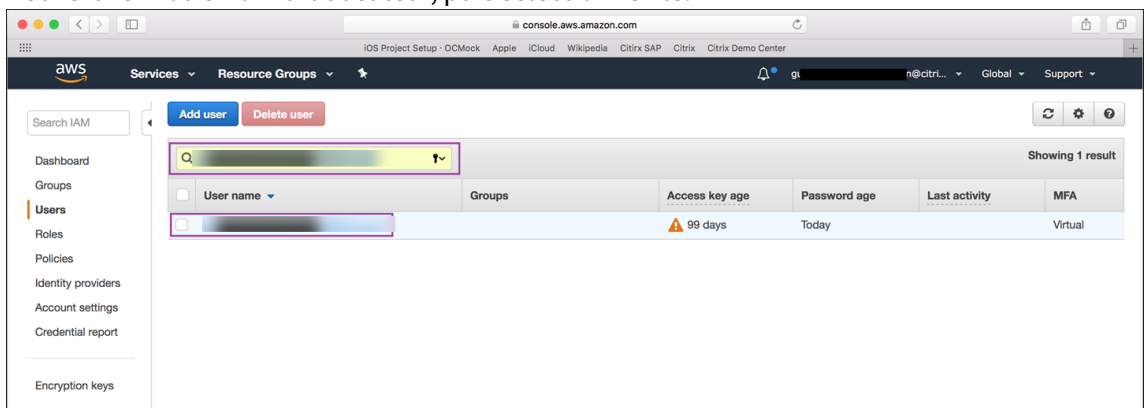 console.aws.amazon.com
iOS Project Setup · OCMock Apple iCloud Wikipedia Citirx SAP Citrix Citrix Demo Center
aws Services Resource Groups gu n@citri... Global Support
Search IAM
Add user Delete user
Showing 1 result
User name Groups Access key age Password age Last activity MFA
99 days Today Virtual
Dashboard
Groups
Users
Roles
Policies
Identity providers
Account settings
Credential report
Encryption keys